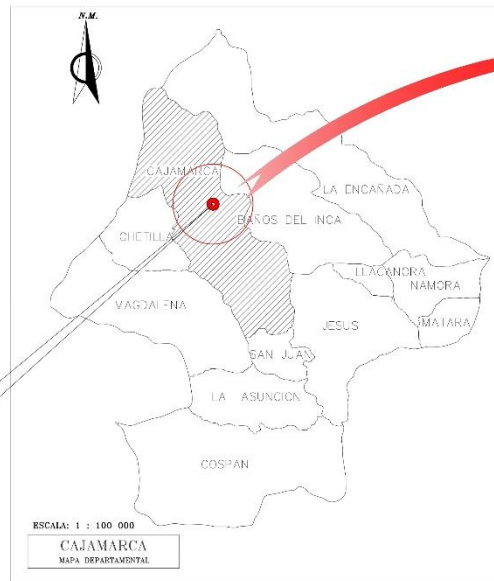 N.M.
CAJAMARCA
LA ENCAÑADA
BAÑOS DEL INCA
CHETILLA
LLACANORA
NAMORA
MAGDALENA
JESUS
MATARA
SAN JUAN
LA ASUNCION
COSPAN
ESCALA: 1 : 100 000
CAJAMARCA
MAPA DEPARTAMENTAL